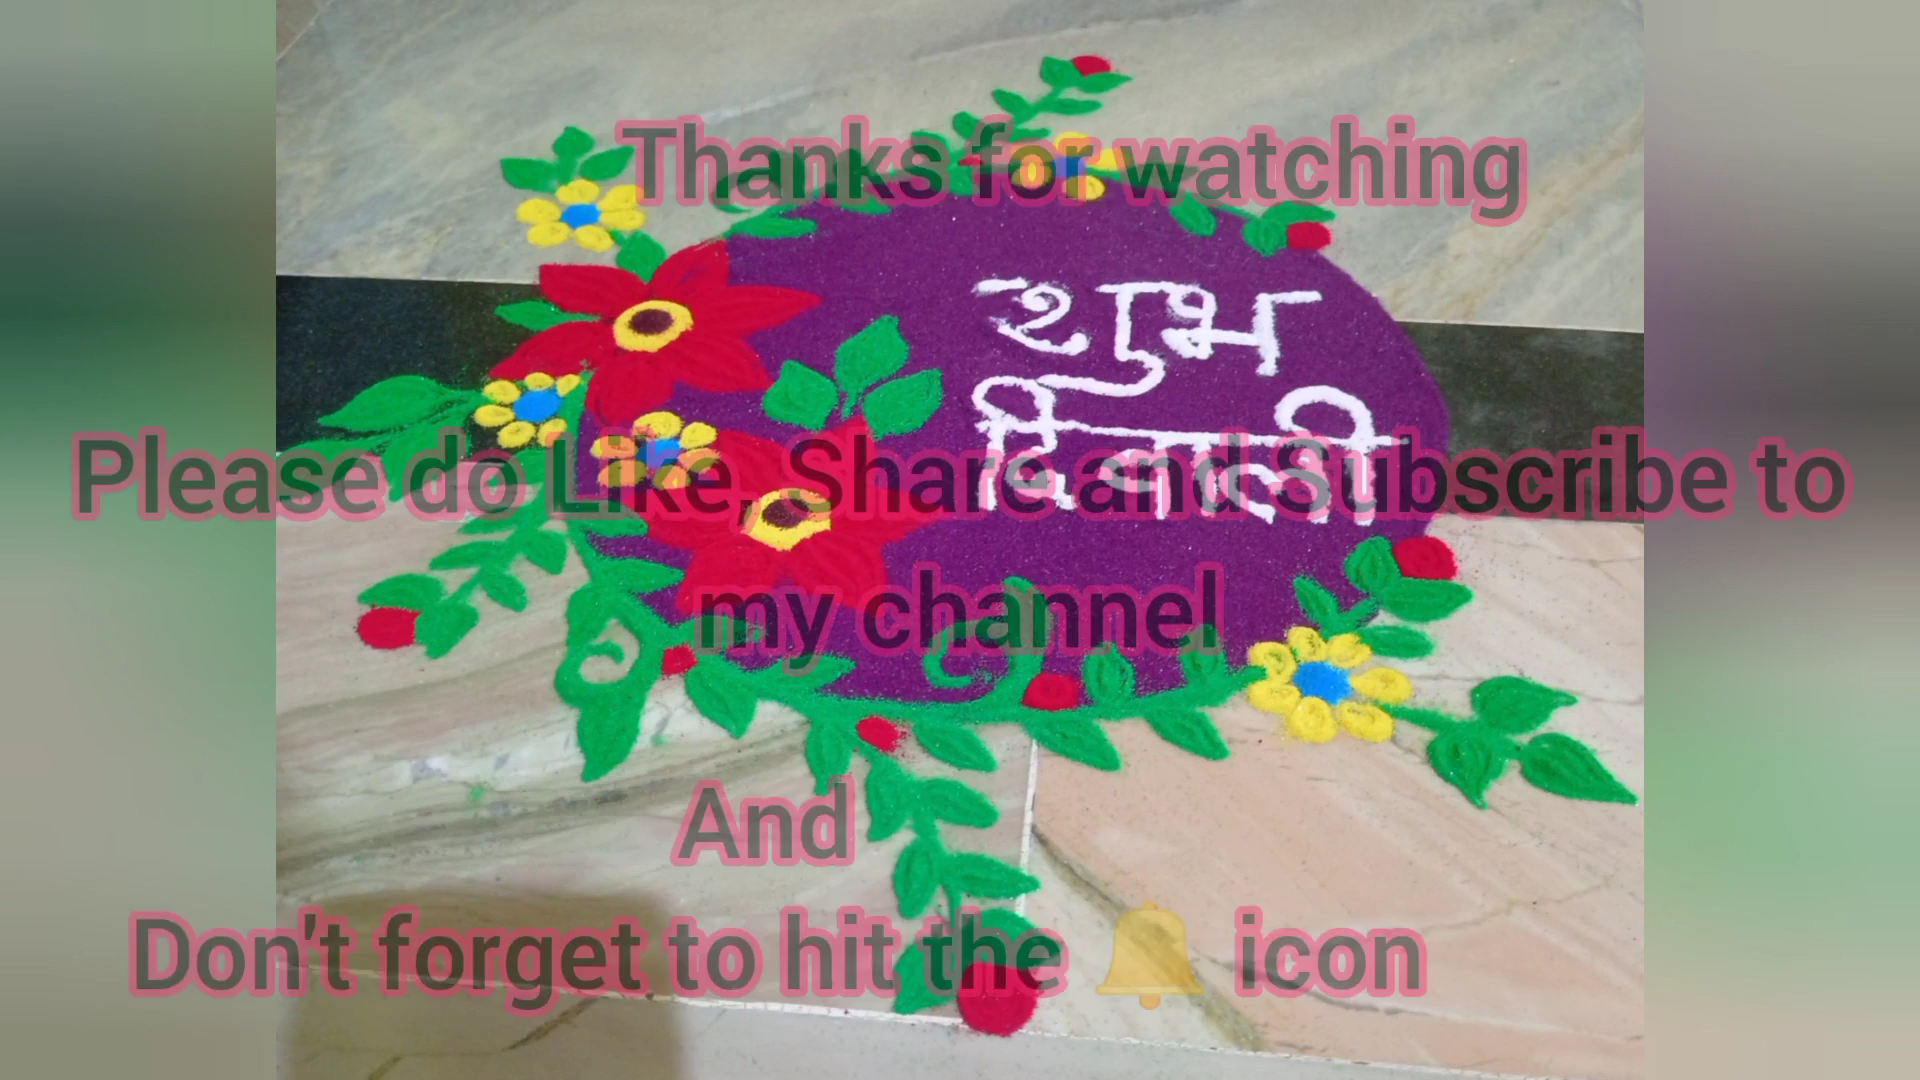 Thanks for watching
शुभ
दिवाली
Please do Like, Share and Subscribe to
my channel
And
Don't forget to hit the 🔔 icon